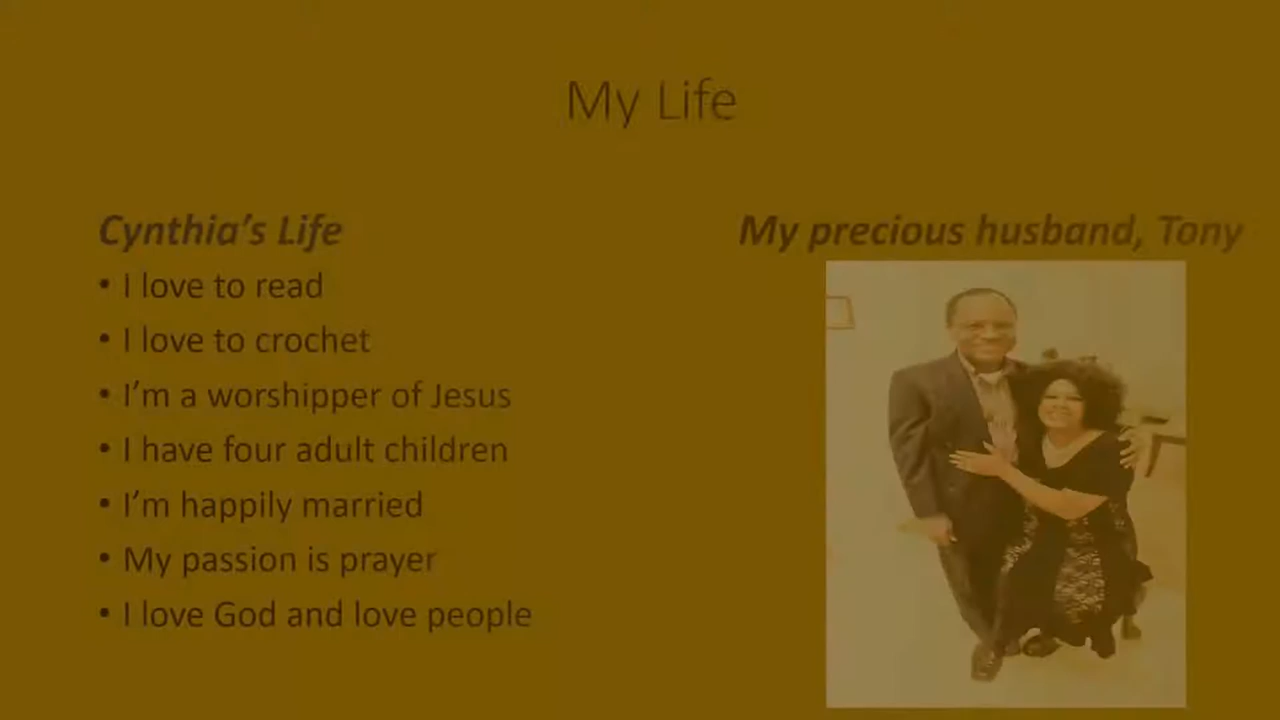 My Life
Cynthia’s Life
• I love to read
• I love to crochet
• I’m a worshipper of Jesus
• I have four adult children
• I’m happily married
• My passion is prayer
• I love God and love people
My precious husband, Tony